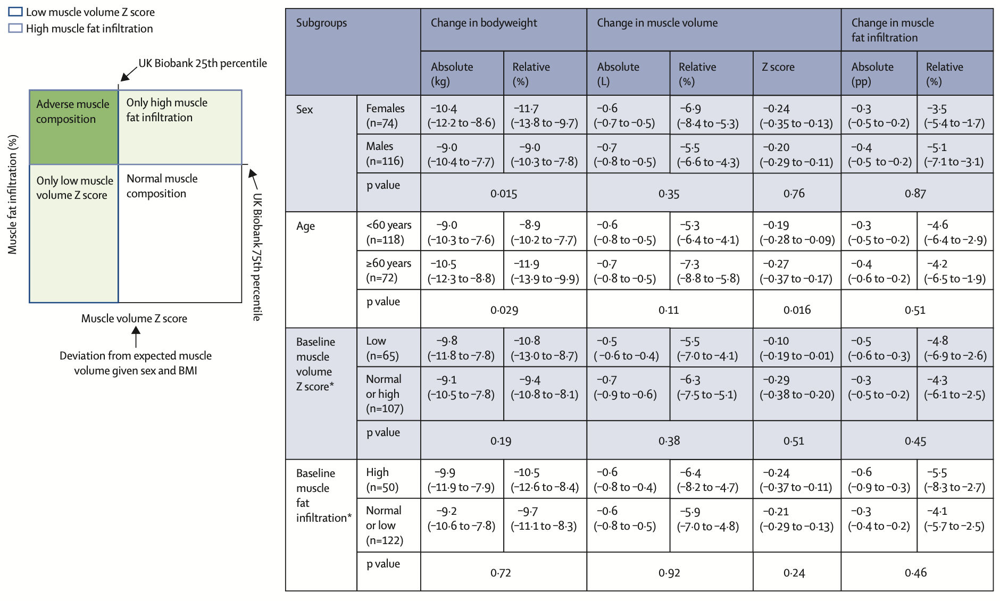 Low muscle volume Z score
High muscle fat infiltration
UK Biobank 25th percentile
Adverse muscle
composition
Only high muscle
fat infiltration
Only low muscle
volume Z score
Normal muscle
composition
Muscle fat infiltration (%)
UK Biobank 75th percentile
Muscle volume Z score
Deviation from expected muscle
volume given sex and BMI
Subgroups
Change in bodyweight
Change in muscle volume
Change in muscle
fat infiltration
Absolute
(kg)
Relative
(%)
Absolute
(L)
Relative
(%)
Z score
Absolute
(pp)
Relative
(%)
Sex
Females
(n=74)
−10·4
(−12·2 to −8·6)
−11·7
(−13·8 to −9·7)
−0·6
(−0·7 to −0·5)
−6·9
(−8·4 to −5·3)
−0·24
(−0·35 to −0·13)
−0·3
(−0·5 to −0·2)
−3·5
(−5·4 to −1·7)
Males
(n=116)
−9·0
(−10·4 to −7·7)
−9·0
(−10·3 to −7·8)
−0·7
(−0·8 to −0·5)
−5·5
(−6·6 to −4·3)
−0·20
(−0·29 to −0·11)
−0·4
(−0·5 to −0·2)
−5·1
(−7·1 to −3·1)
p value
0·015
0·35
0·76
0·87
Age
<60 years
(n=118)
−9·0
(−10·3 to −7·6)
−8·9
(−10·2 to −7·7)
−0·6
(−0·8 to −0·5)
−5·3
(−6·4 to −4·1)
−0·19
(−0·28 to −0·09)
−0·3
(−0·5 to −0·2)
−4·6
(−6·4 to −2·9)
≥60 years
(n=72)
−10·5
(−12·3 to −8·8)
−11·9
(−13·9 to −9·9)
−0·7
(−0·8 to −0·5)
−7·3
(−8·8 to −5·8)
−0·27
(−0·37 to −0·17)
−0·4
(−0·6 to −0·2)
−4·2
(−6·5 to −1·9)
p value
0·029
0·11
0·016
0·51
Baseline
muscle
volume
Z score*
Low
(n=65)
−9·8
(−11·8 to −7·8)
−10·8
(−13·0 to −8·7)
−0·5
( −0·6 to −0·4)
−5·5
(−7·0 to −4·1)
−0·10
(−0·19 to −0·01)
−0·5
(−0·6 to −0·3)
−4·8
(−6·9 to −2·6)
Normal
or high
(n=107)
−9·1
(−10·5 to −7·8)
−9·4
(−10·8 to −8·1)
−0·7
(−0·9 to −0·6)
−6·3
(−7·5 to −5·1)
−0·29
(−0·38 to −0·20)
−0·3
(−0·5 to −0·2)
−4·3
(−6·1 to −2·5)
p value
0·19
0·38
0·51
0·45
Baseline
muscle
fat
infiltration*
High
(n=50)
−9·9
(−11·9 to −7·9)
−10·5
(−12·6 to −8·4)
−0·6
(−0·8 to −0·4)
−6·4
(−8·2 to −4·7)
−0·24
(−0·37 to −0·11)
−0·6
(−0·9 to −0·3)
−5·5
(−8·3 to −2·7)
Normal
or low
(n=122)
−9·2
(−10·6 to −7·8)
−9·7
(−11·1 to −8·3)
−0·6
(−0·8 to −0·5)
−5·9
(−7·0 to −4·8)
−0·21
(−0·29 to −0·13)
−0·3
(−0·4 to −0·2)
−4·1
(−5·7 to −2·5)
p value
0·72
0·92
0·24
0·46